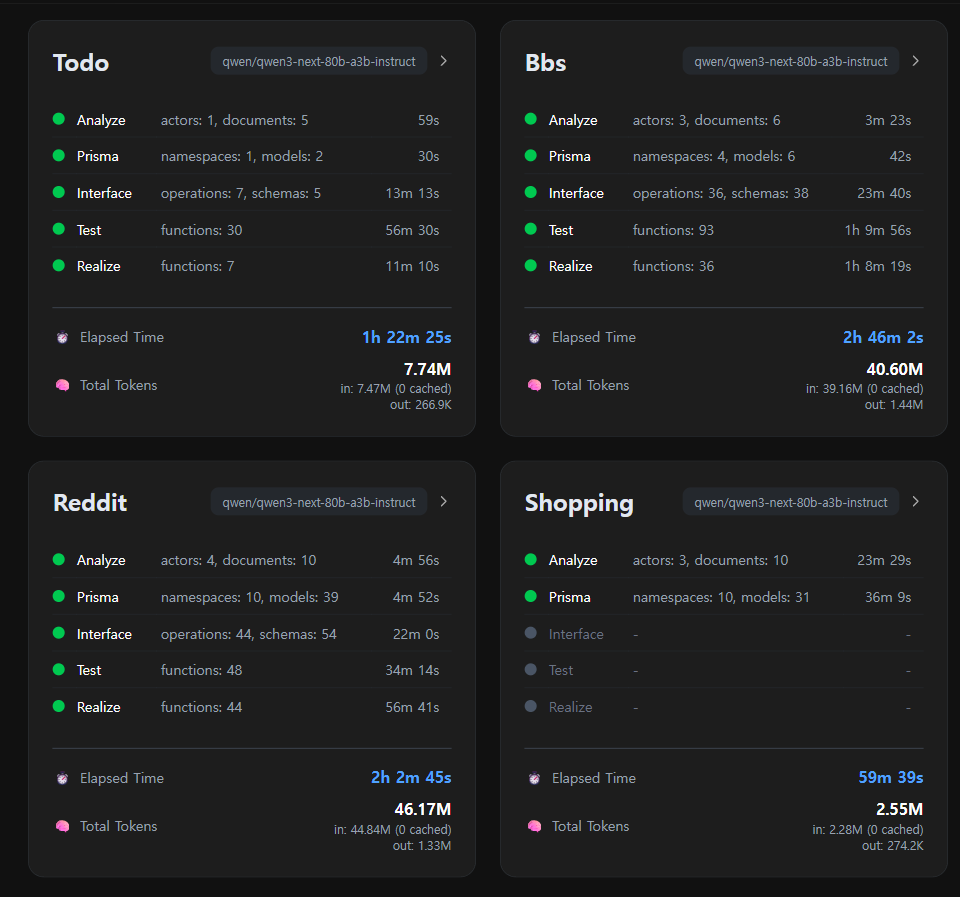 Todo
qwen/qwen3-next-80b-a3b-instruct
Analyze actors: 1, documents: 5 59s
Prisma namespaces: 1, models: 2 30s
Interface operations: 7, schemas: 5 13m 13s
Test functions: 30 56m 30s
Realize functions: 7 11m 10s
Elapsed Time 1h 22m 25s
Total Tokens 7.74M
in: 7.47M (0 cached)
out: 266.9K
Bbs
qwen/qwen3-next-80b-a3b-instruct
Analyze actors: 3, documents: 6 3m 23s
Prisma namespaces: 4, models: 6 42s
Interface operations: 36, schemas: 38 23m 40s
Test functions: 93 1h 9m 56s
Realize functions: 36 1h 8m 19s
Elapsed Time 2h 46m 2s
Total Tokens 40.60M
in: 39.16M (0 cached)
out: 1.44M
Reddit
qwen/qwen3-next-80b-a3b-instruct
Analyze actors: 4, documents: 10 4m 56s
Prisma namespaces: 10, models: 39 4m 52s
Interface operations: 44, schemas: 54 22m 0s
Test functions: 48 34m 14s
Realize functions: 44 56m 41s
Elapsed Time 2h 2m 45s
Total Tokens 46.17M
in: 44.84M (0 cached)
out: 1.33M
Shopping
qwen/qwen3-next-80b-a3b-instruct
Analyze actors: 3, documents: 10 23m 29s
Prisma namespaces: 10, models: 31 36m 9s
Interface - -
Test - -
Realize - -
Elapsed Time 59m 39s
Total Tokens 2.55M
in: 2.28M (0 cached)
out: 274.2K